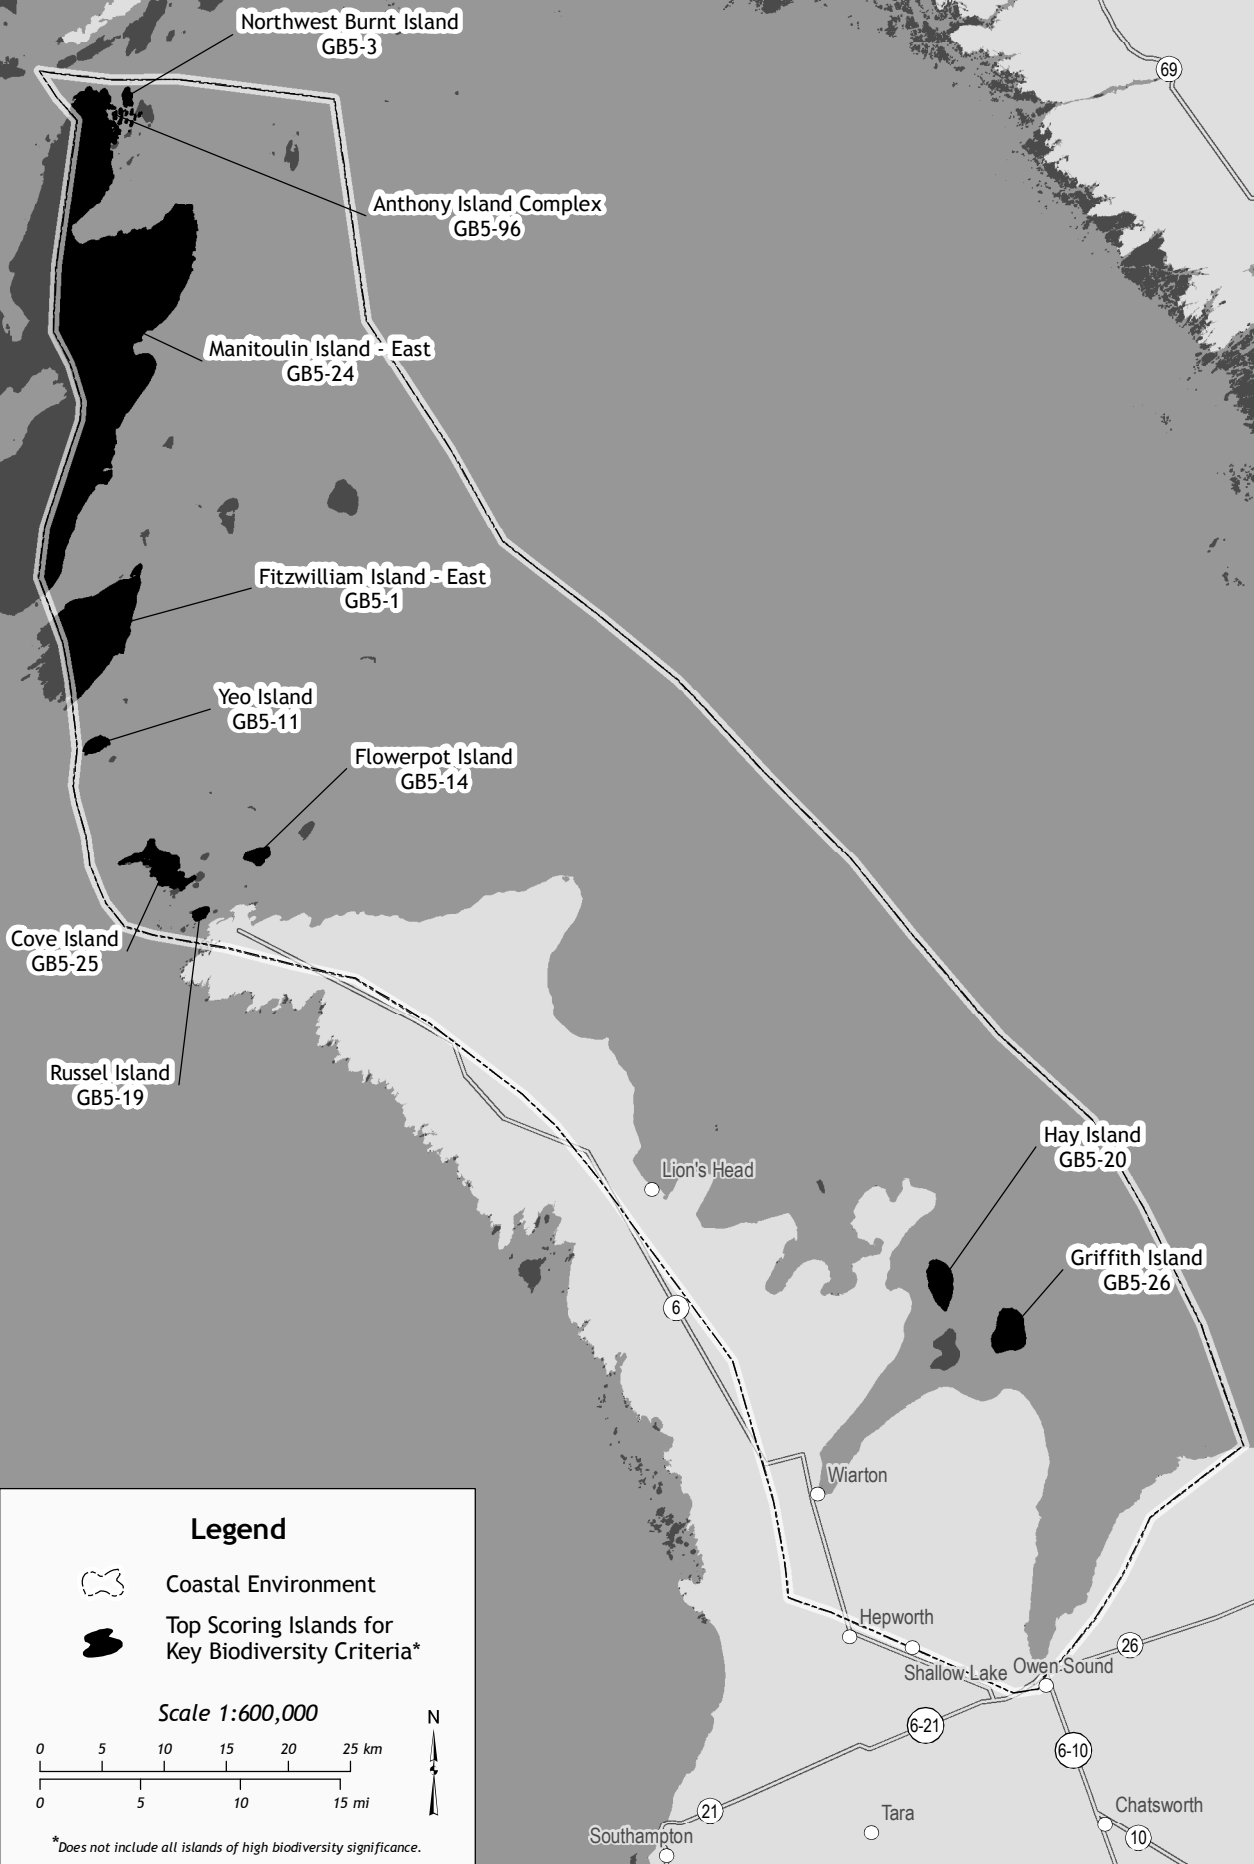 Northwest Burnt Island
GB5-3
69
Anthony Island Complex
GB5-96
Manitoulin Island - East
GB5-24
Fitzwilliam Island - East
GB5-1
Yeo Island
GB5-11
Flowerpot Island
GB5-14
Cove Island
GB5-25
Russel Island
GB5-19
Hay Island
GB5-20
Lion's Head
Griffith Island
GB5-26
6
Wiarton
Hepworth
Shallow Lake
Owen Sound
26
6-21
6-10
21
Tara
Chatsworth
10
Southampton
Legend
Coastal Environment
Top Scoring Islands for
Key Biodiversity Criteria*
Scale 1:600,000
N
0 5 10 15 20 25 km
0 5 10 15 mi
*Does not include all islands of high biodiversity significance.